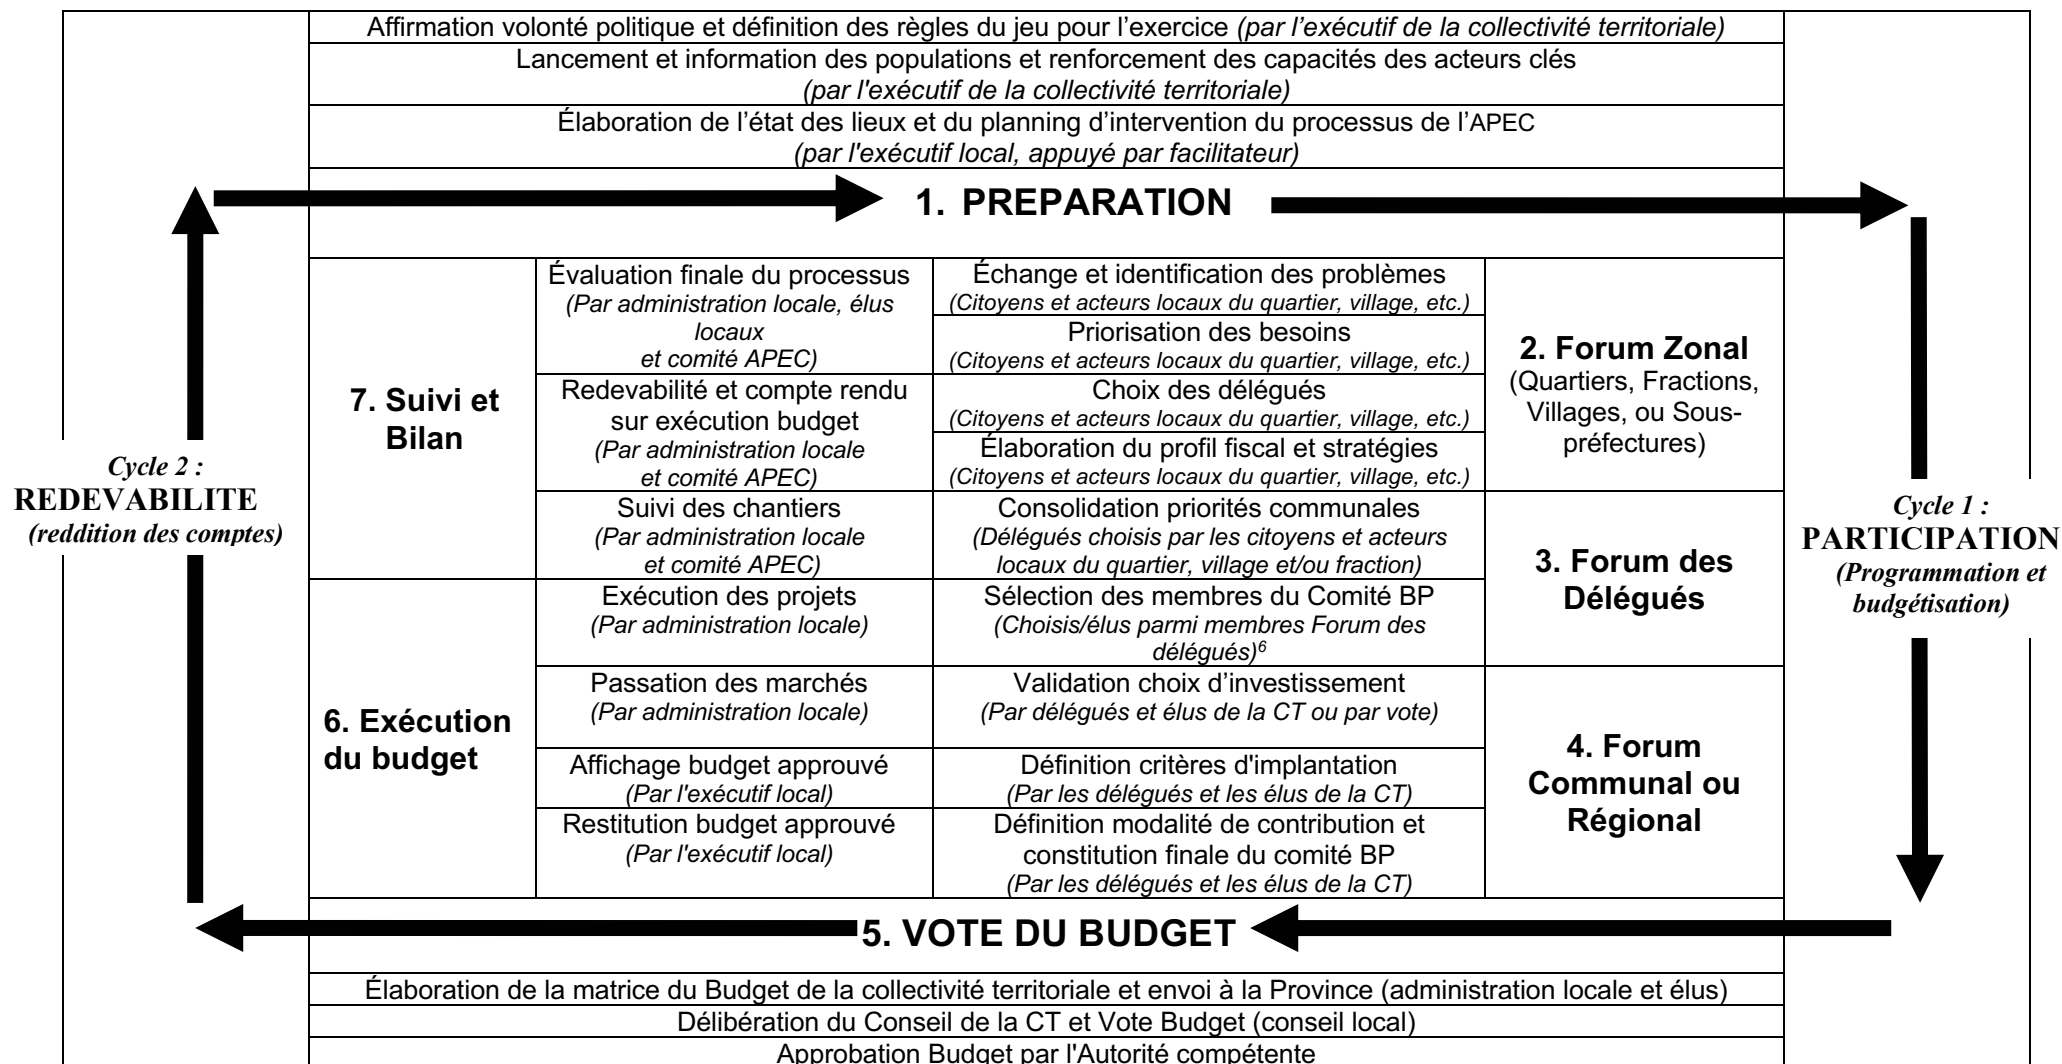 Affirmation volonté politique et définition des règles du jeu pour l’exercice (par l’exécutif de la collectivité territoriale)
Lancement et information des populations et renforcement des capacités des acteurs clés
(par l'exécutif de la collectivité territoriale)
Élaboration de l’état des lieux et du planning d’intervention du processus de l’APEC
(par l'exécutif local, appuyé par facilitateur)
1. PREPARATION
7. Suivi et
Bilan
Évaluation finale du processus
(Par administration locale, élus
locaux
et comité APEC)
Redevabilité et compte rendu
sur exécution budget
(Par administration locale
et comité APEC)
Suivi des chantiers
(Par administration locale
et comité APEC)
Échange et identification des problèmes
(Citoyens et acteurs locaux du quartier, village, etc.)
Priorisation des besoins
(Citoyens et acteurs locaux du quartier, village, etc.)
Choix des délégués
(Citoyens et acteurs locaux du quartier, village, etc.)
Élaboration du profil fiscal et stratégies
(Citoyens et acteurs locaux du quartier, village, etc.)
2. Forum Zonal
(Quartiers, Fractions,
Villages, ou Sous-
préfectures)
Consolidation priorités communales
(Délégués choisis par les citoyens et acteurs
locaux du quartier, village et/ou fraction)
Sélection des membres du Comité BP
(Choisis/élus parmi membres Forum des
délégués)⁶
3. Forum des
Délégués
6. Exécution
du budget
Exécution des projets
(Par administration locale)
Passation des marchés
(Par administration locale)
Affichage budget approuvé
(Par l'exécutif local)
Restitution budget approuvé
(Par l'exécutif local)
Validation choix d’investissement
(Par délégués et élus de la CT ou par vote)
Définition critères d'implantation
(Par les délégués et les élus de la CT)
Définition modalité de contribution et
constitution finale du comité BP
(Par les délégués et les élus de la CT)
4. Forum
Communal ou
Régional
Cycle 2 :
REDEVABILITE
(reddition des comptes)
Cycle 1 :
PARTICIPATION
(Programmation et
budgétisation)
5. VOTE DU BUDGET
Élaboration de la matrice du Budget de la collectivité territoriale et envoi à la Province (administration locale et élus)
Délibération du Conseil de la CT et Vote Budget (conseil local)
Approbation Budget par l'Autorité compétente